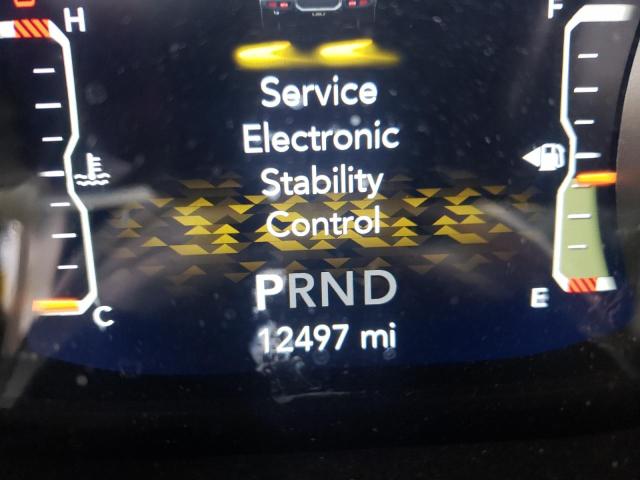 H
F
Service
Electronic
Stability
Control
PRND
E
C
12497 mi